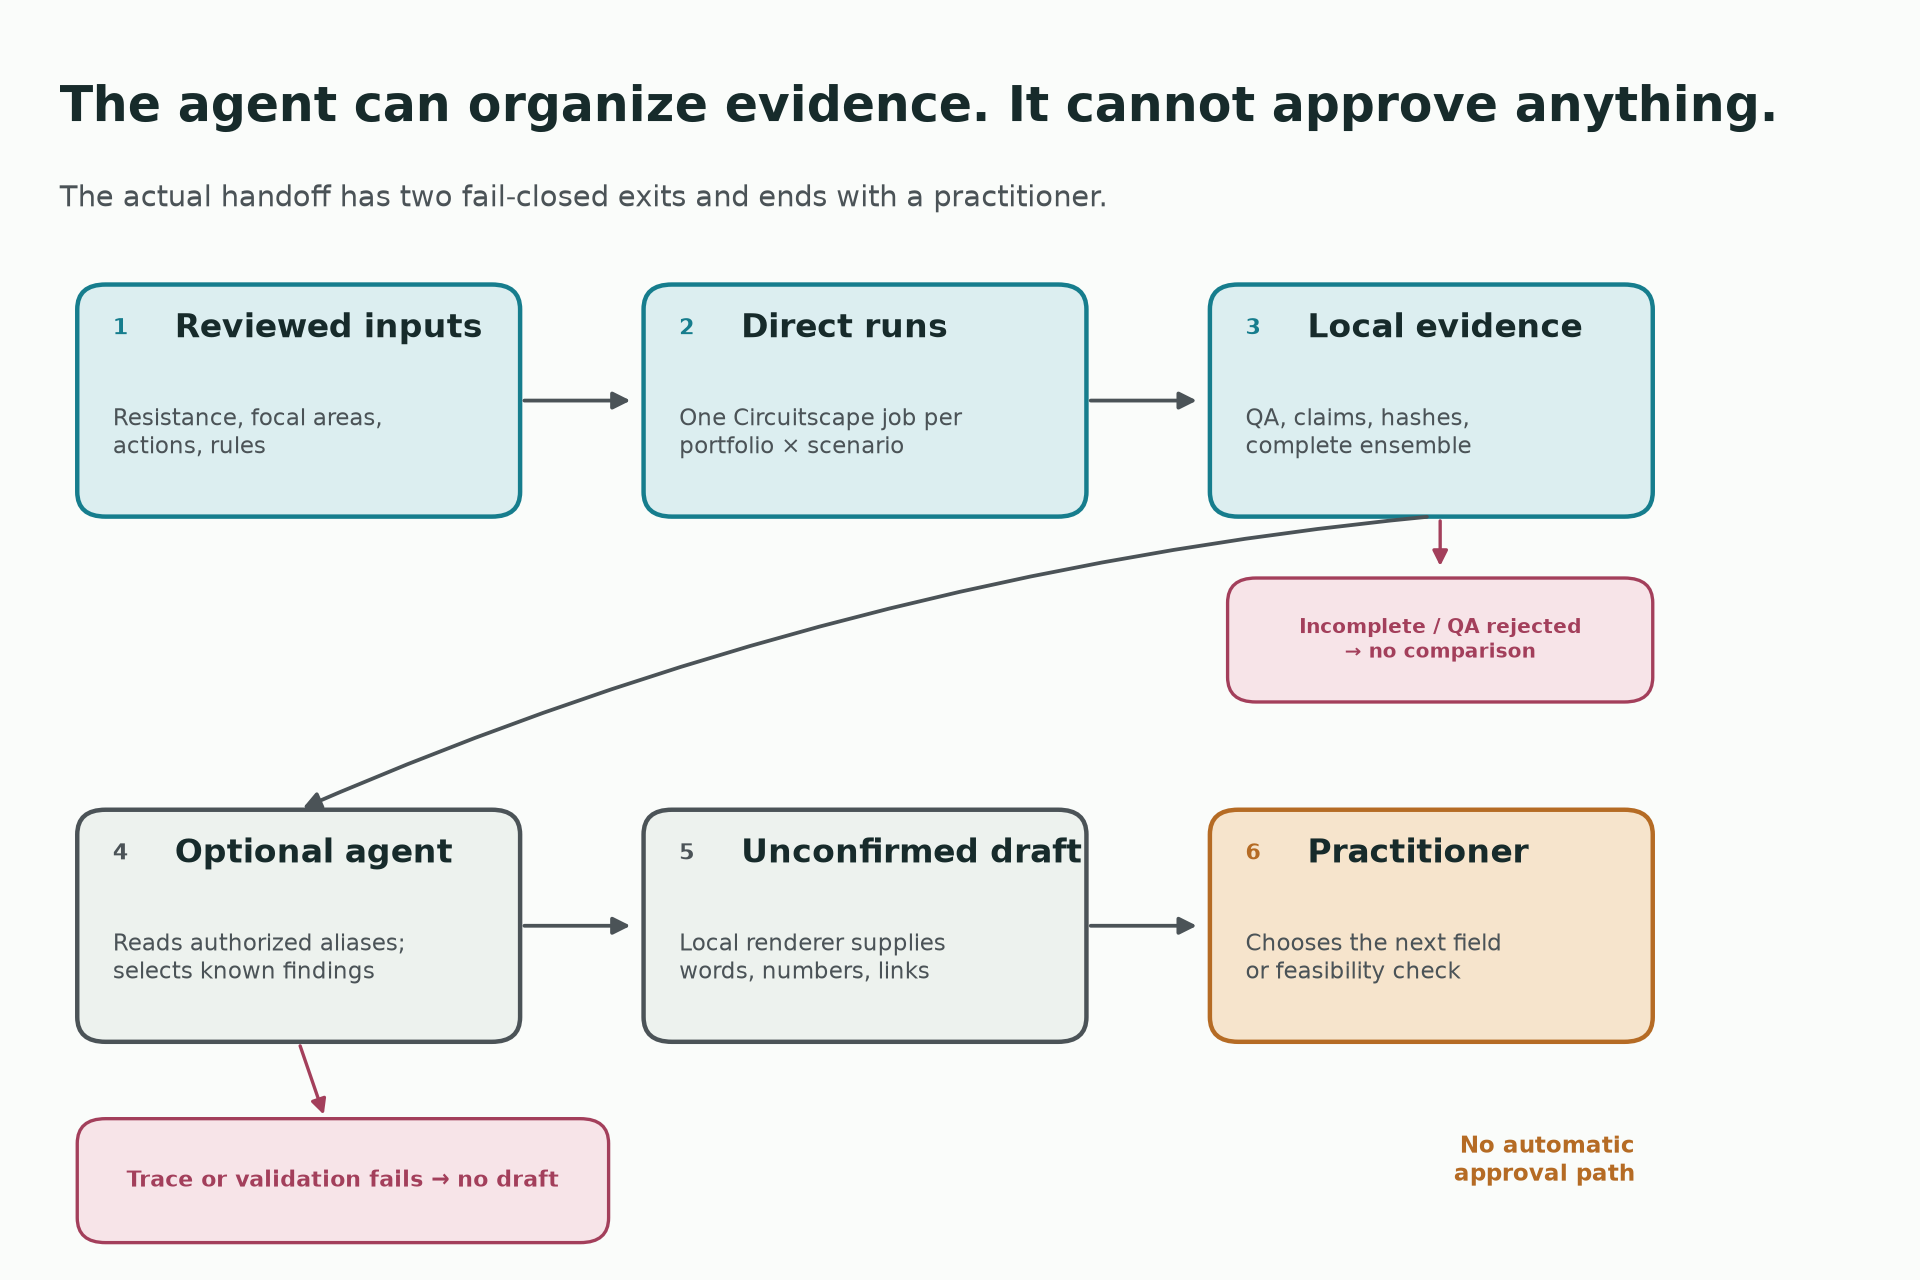 The agent can organize evidence. It cannot approve anything.
The actual handoff has two fail-closed exits and ends with a practitioner.
1 Reviewed inputs
Resistance, focal areas,
actions, rules
2 Direct runs
One Circuitscape job per
portfolio × scenario
3 Local evidence
QA, claims, hashes,
complete ensemble
Incomplete / QA rejected
→ no comparison
4 Optional agent
Reads authorized aliases;
selects known findings
5 Unconfirmed draft
Local renderer supplies
words, numbers, links
6 Practitioner
Chooses the next field
or feasibility check
Trace or validation fails → no draft
No automatic
approval path